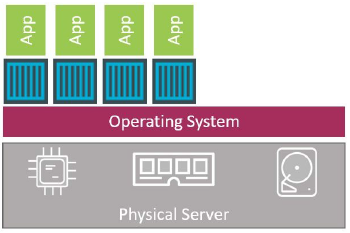 App App App App
Operating System
Physical Server